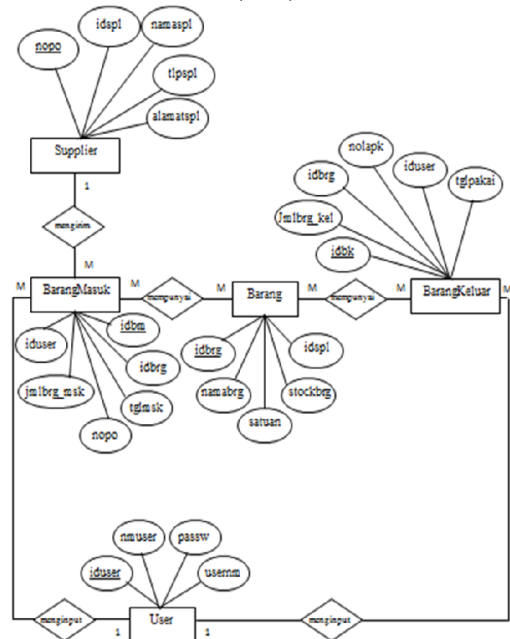 idspl
namaspl
nopo
tlpspl
alamatspl
Supplier
1
mengirim
M
nolapk
iduser
idbrg
tglpakai
Jmlbrg_kel
idbk
M
BarangMasuk
M
mempunyai
M
Barang
M
mempunyai
M
BarangKeluar
M
idbm
iduser
idbrg
jmlbrg_msk
tglmsk
nopo
idbrg
idspl
namabrg
stockbrg
satuan
nmuser
passw
iduser
usernm
menginput
1
User
1
menginput